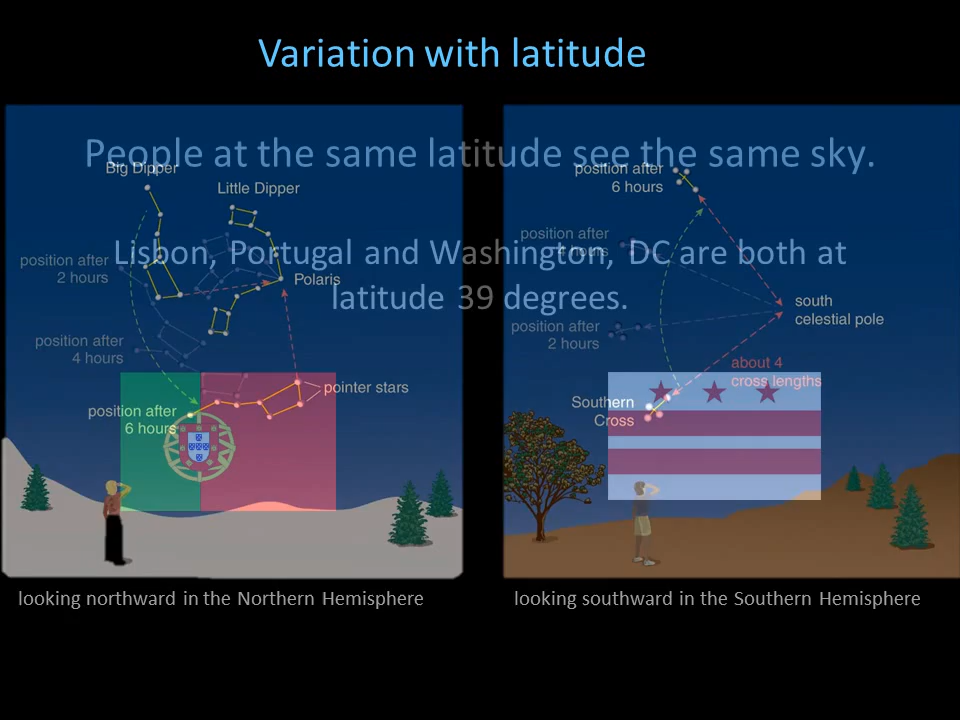 Variation with latitude
People at the same latitude see the same sky.
Lisbon, Portugal and Washington, DC are both at
latitude 39 degrees.
Big Dipper
Little Dipper
position after
2 hours
Polaris
position after
4 hours
pointer stars
position after
6 hours
looking northward in the Northern Hemisphere
position after
6 hours
position after
4 hours
south
celestial pole
position after
2 hours
about 4
cross lengths
Southern
Cross
looking southward in the Southern Hemisphere